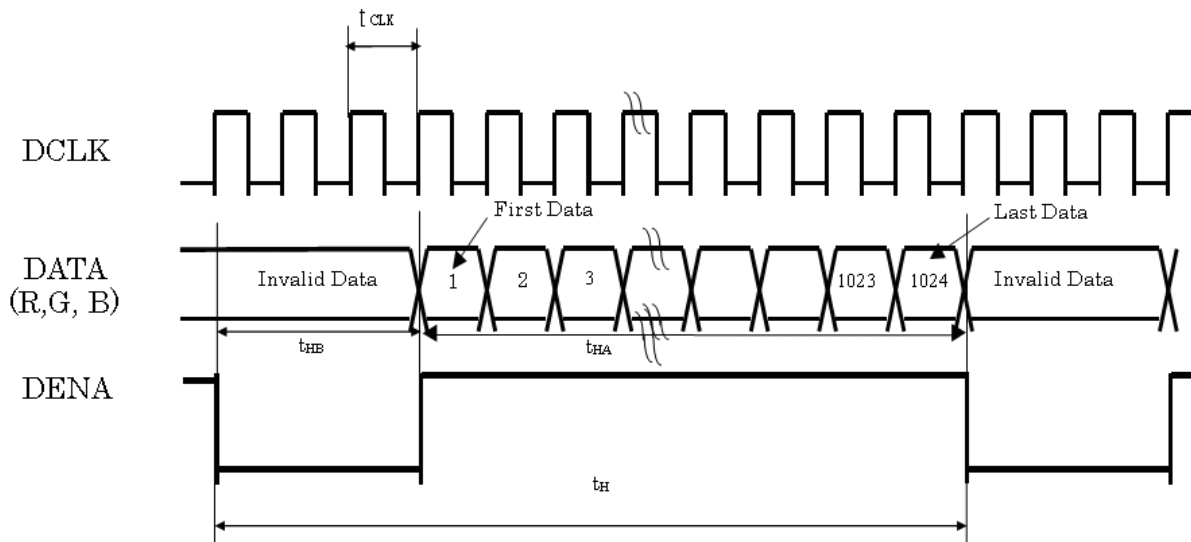 t CLK
DCLK
First Data
Last Data
DATA
(R,G, B)
Invalid Data
1
2
3
1023
1024
Invalid Data
tHB
tHA
DENA
tH